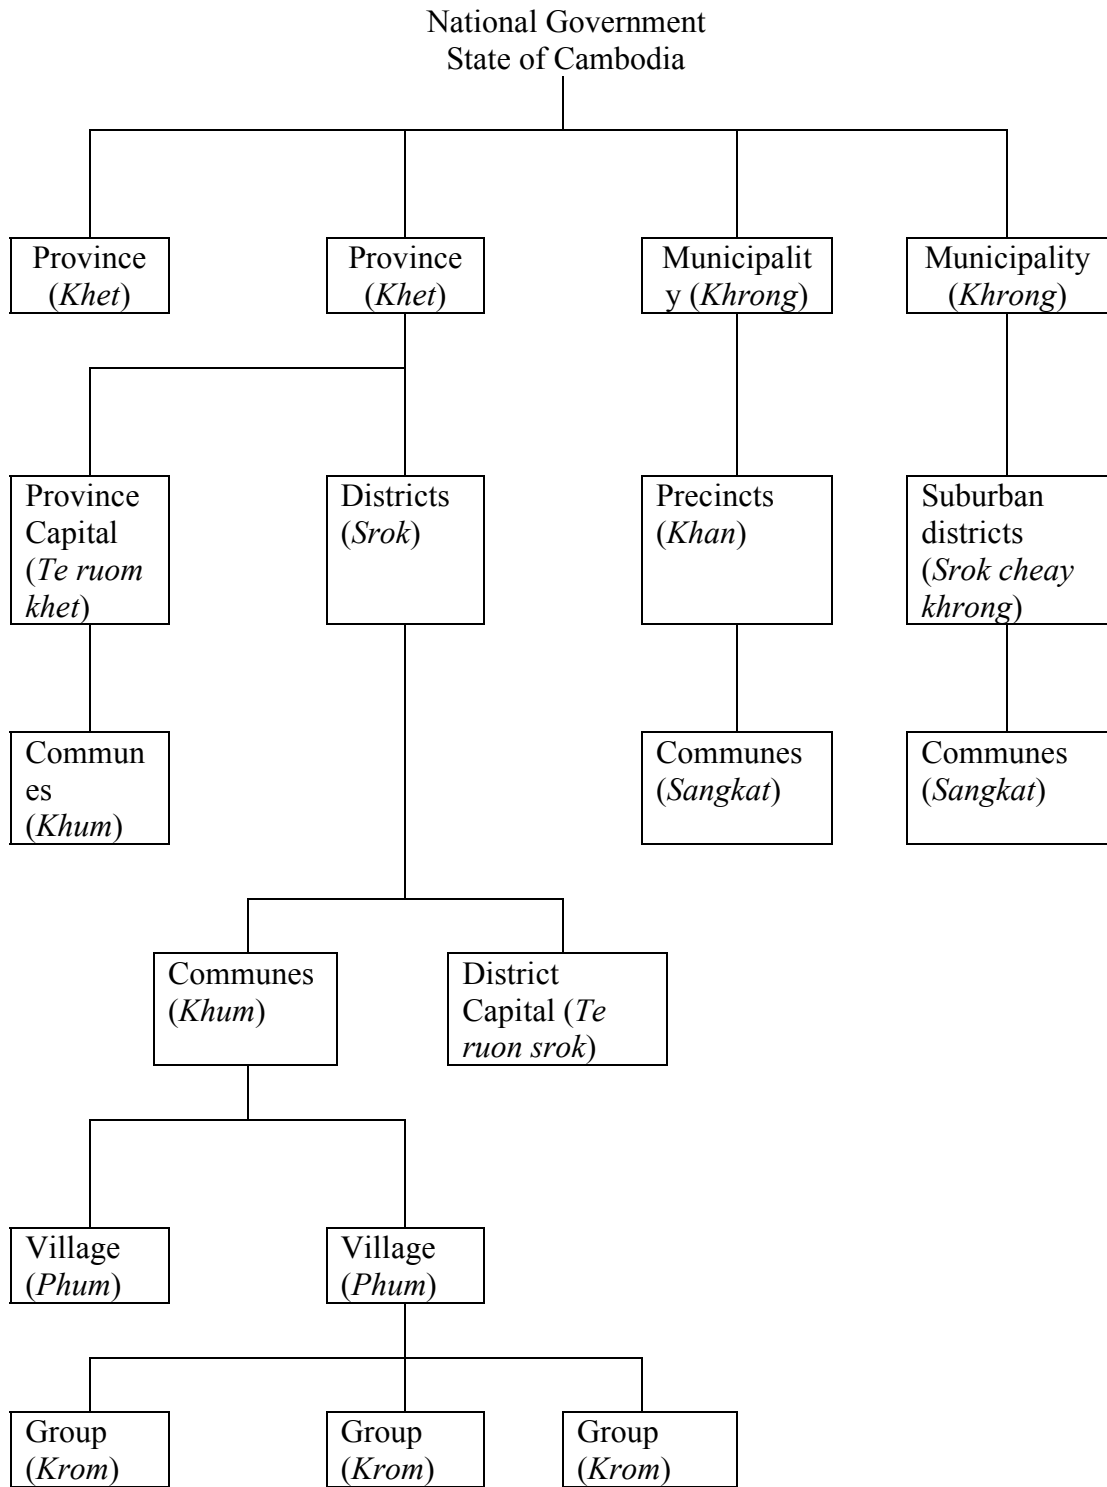 National Government
State of Cambodia
Province
(Khet)
Province
(Khet)
Municipalit
y (Khrong)
Municipality
(Khrong)
Province
Capital
(Te ruom
khet)
Districts
(Srok)
Precincts
(Khan)
Suburban
districts
(Srok cheay
khrong)
Commun
es
(Khum)
Communes
(Sangkat)
Communes
(Sangkat)
Communes
(Khum)
District
Capital (Te
ruon srok)
Village
(Phum)
Village
(Phum)
Group
(Krom)
Group
(Krom)
Group
(Krom)